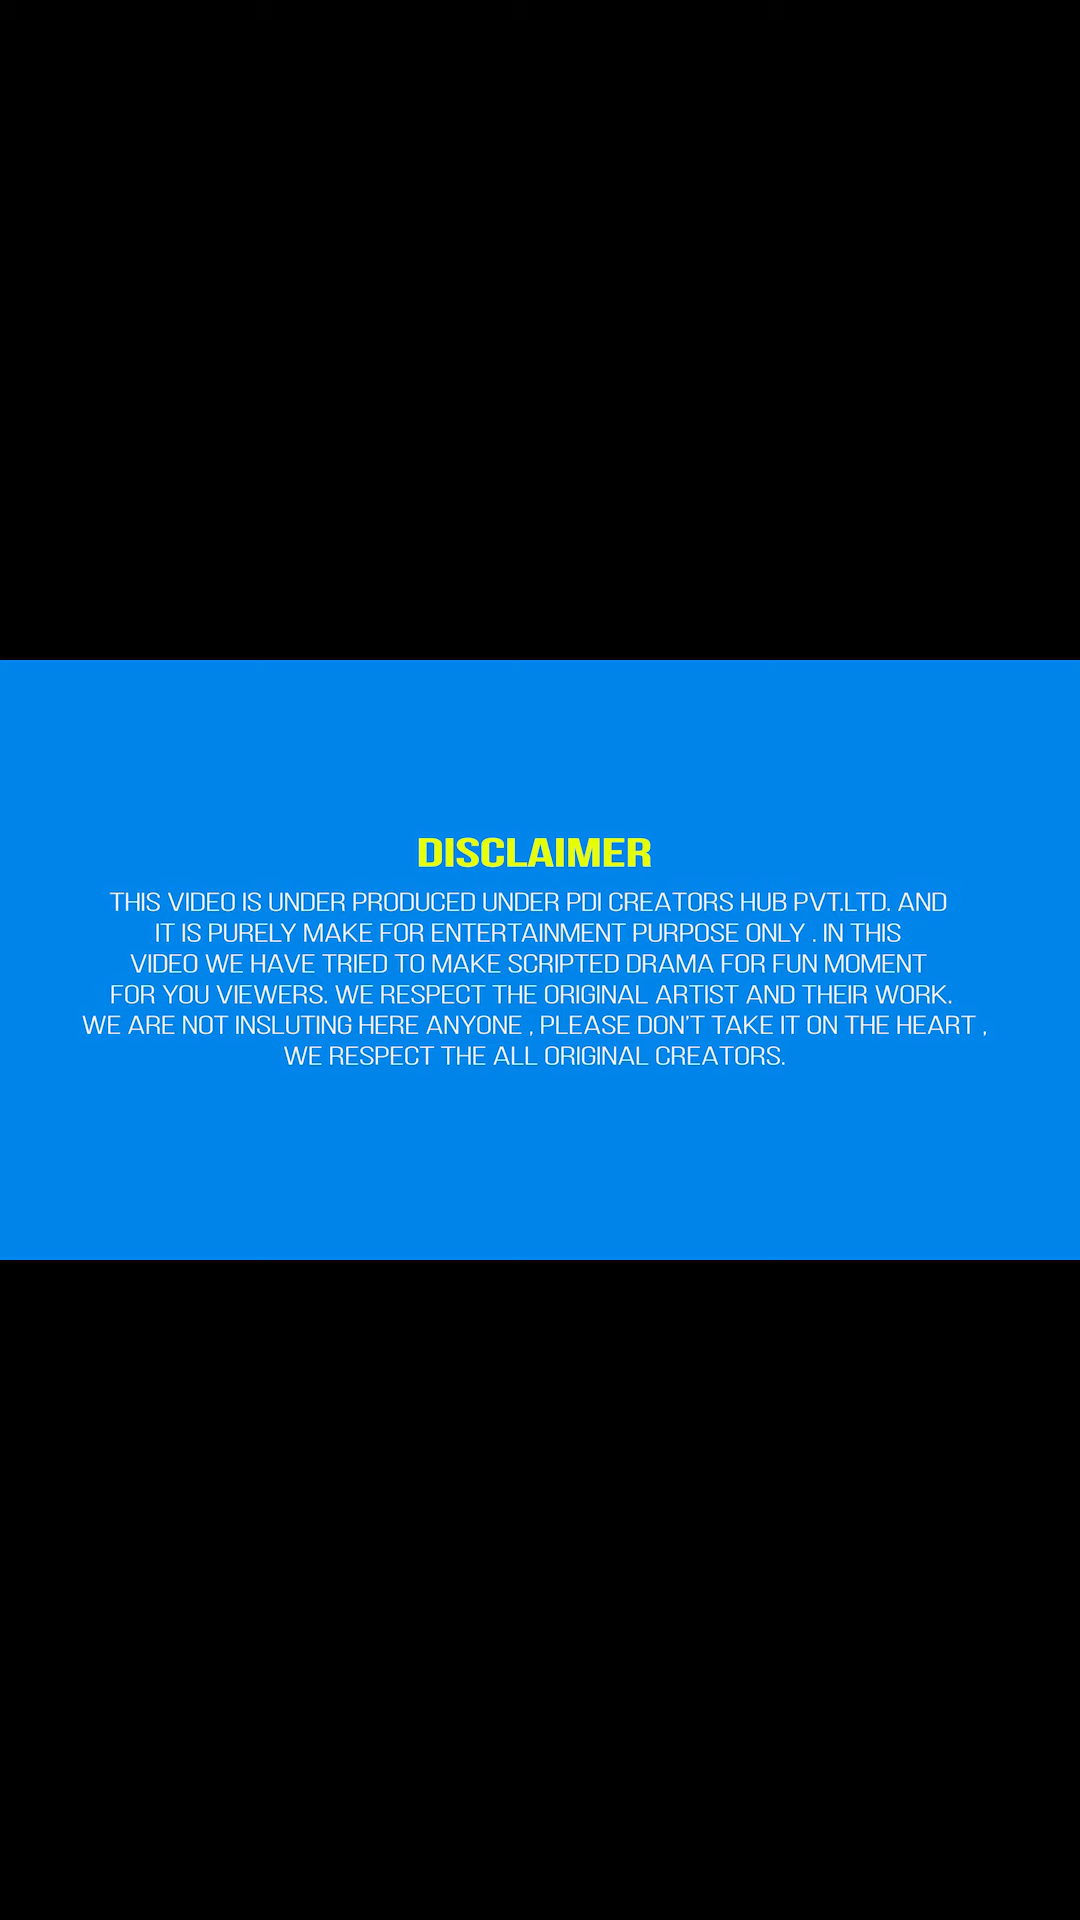 DISCLAIMER
THIS VIDEO IS UNDER PRODUCED UNDER PDI CREATORS HUB PVT.LTD. AND
IT IS PURELY MAKE FOR ENTERTAINMENT PURPOSE ONLY . IN THIS
VIDEO WE HAVE TRIED TO MAKE SCRIPTED DRAMA FOR FUN MOMENT
FOR YOU VIEWERS. WE RESPECT THE ORIGINAL ARTIST AND THEIR WORK.
WE ARE NOT INSLUTING HERE ANYONE , PLEASE DON'T TAKE IT ON THE HEART ,
WE RESPECT THE ALL ORIGINAL CREATORS.